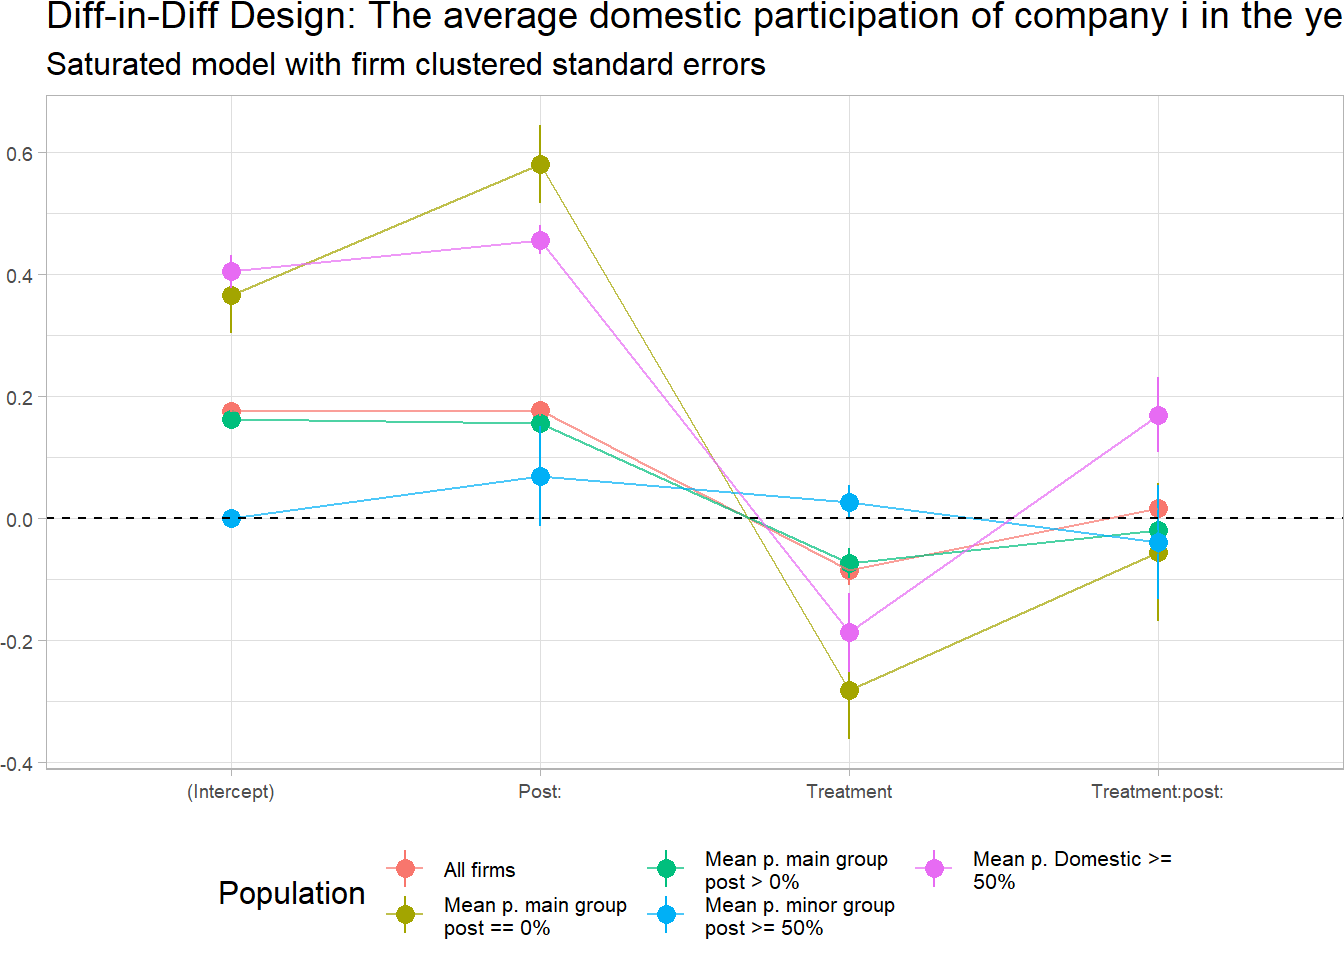 Diff-in-Diff Design: The average domestic participation of company i in the ye
Saturated model with firm clustered standard errors
0.6
0.4
0.2
0.0
-0.2
-0.4
(Intercept)
Post:
Treatment
Treatment:post:
Population
All firms
Mean p. main group
post == 0%
Mean p. main group
post > 0%
Mean p. minor group
post >= 50%
Mean p. Domestic >=
50%